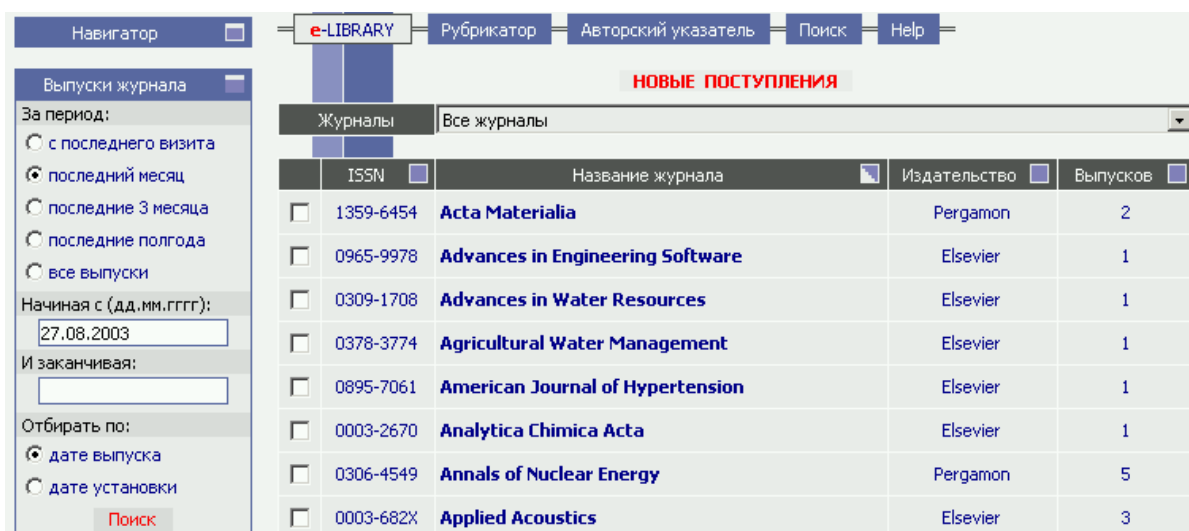 Навигатор
e-LIBRARY Рубрикатор Авторский указатель Поиск Help
Выпуски журнала
За период:
с последнего визита
последний месяц
последние 3 месяца
последние полгода
все выпуски
Начиная с (дд.мм.гггг):
27.08.2003
И заканчивая:
Отбирать по:
дате выпуска
дате установки
Поиск
НОВЫЕ ПОСТУПЛЕНИЯ
Журналы Все журналы
ISSN Название журнала Издательство Выпусков
1359-6454 Acta Materialia Pergamon 2
0965-9978 Advances in Engineering Software Elsevier 1
0309-1708 Advances in Water Resources Elsevier 1
0378-3774 Agricultural Water Management Elsevier 1
0895-7061 American Journal of Hypertension Elsevier 1
0003-2670 Analytica Chimica Acta Elsevier 1
0306-4549 Annals of Nuclear Energy Pergamon 5
0003-682X Applied Acoustics Elsevier 3